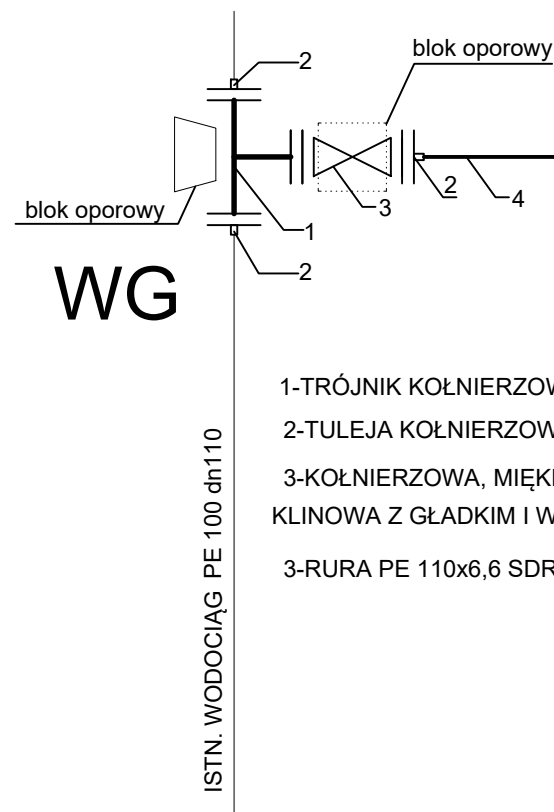 2
blok oporowy
2
3
4
blok oporowy
1
2
WG
1-TRÓJNIK KOŁNIERZOW
2-TULEJA KOŁNIERZOW
3-KOŁNIERZOWA, MIĘK
KLINOWA Z GŁADKIM I W
3-RURA PE 110x6,6 SDR
ISTN. WODOCIĄG PE 100 dn110